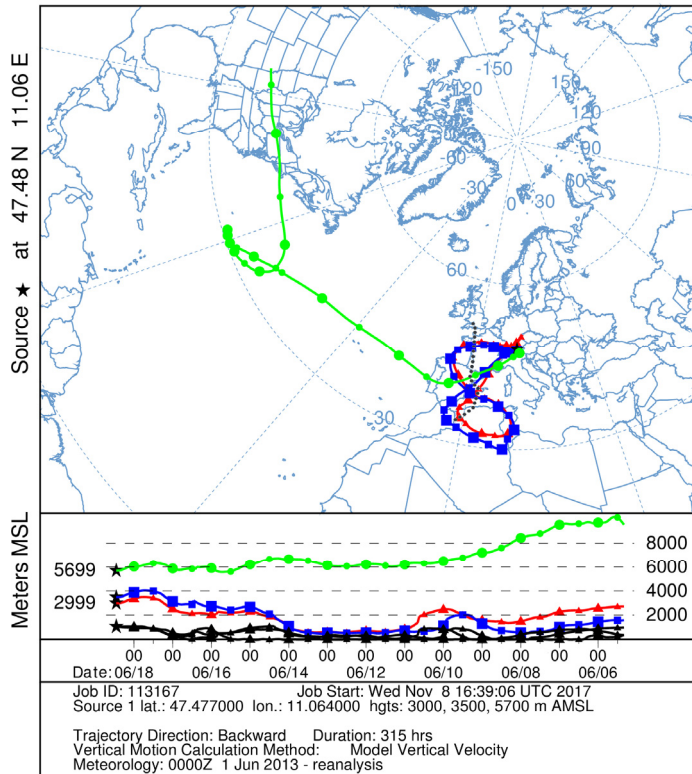 Source ★ at 47.48 N 11.06 E
-150
150
-120
120
-90
90
-60
60
-30
30
0
60
-30
Meters MSL
8000
5699
6000
2999
2000
00 00 00 00 00 00 00 00 00 00 00 00 00
Date: 06/18 06/16 06/14 06/12 06/10 06/08 06/06
Job ID: 113167 Job Start: Wed Nov 8 16:39:06 UTC 2017
Source 1 lat.: 47.477000 lon.: 11.064000 hgts: 3000, 3500, 5700 m AMSL
Trajectory Direction: Backward Duration: 315 hrs
Vertical Motion Calculation Method: Model Vertical Velocity
Meteorology: 0000Z 1 Jun 2013 - reanalysis